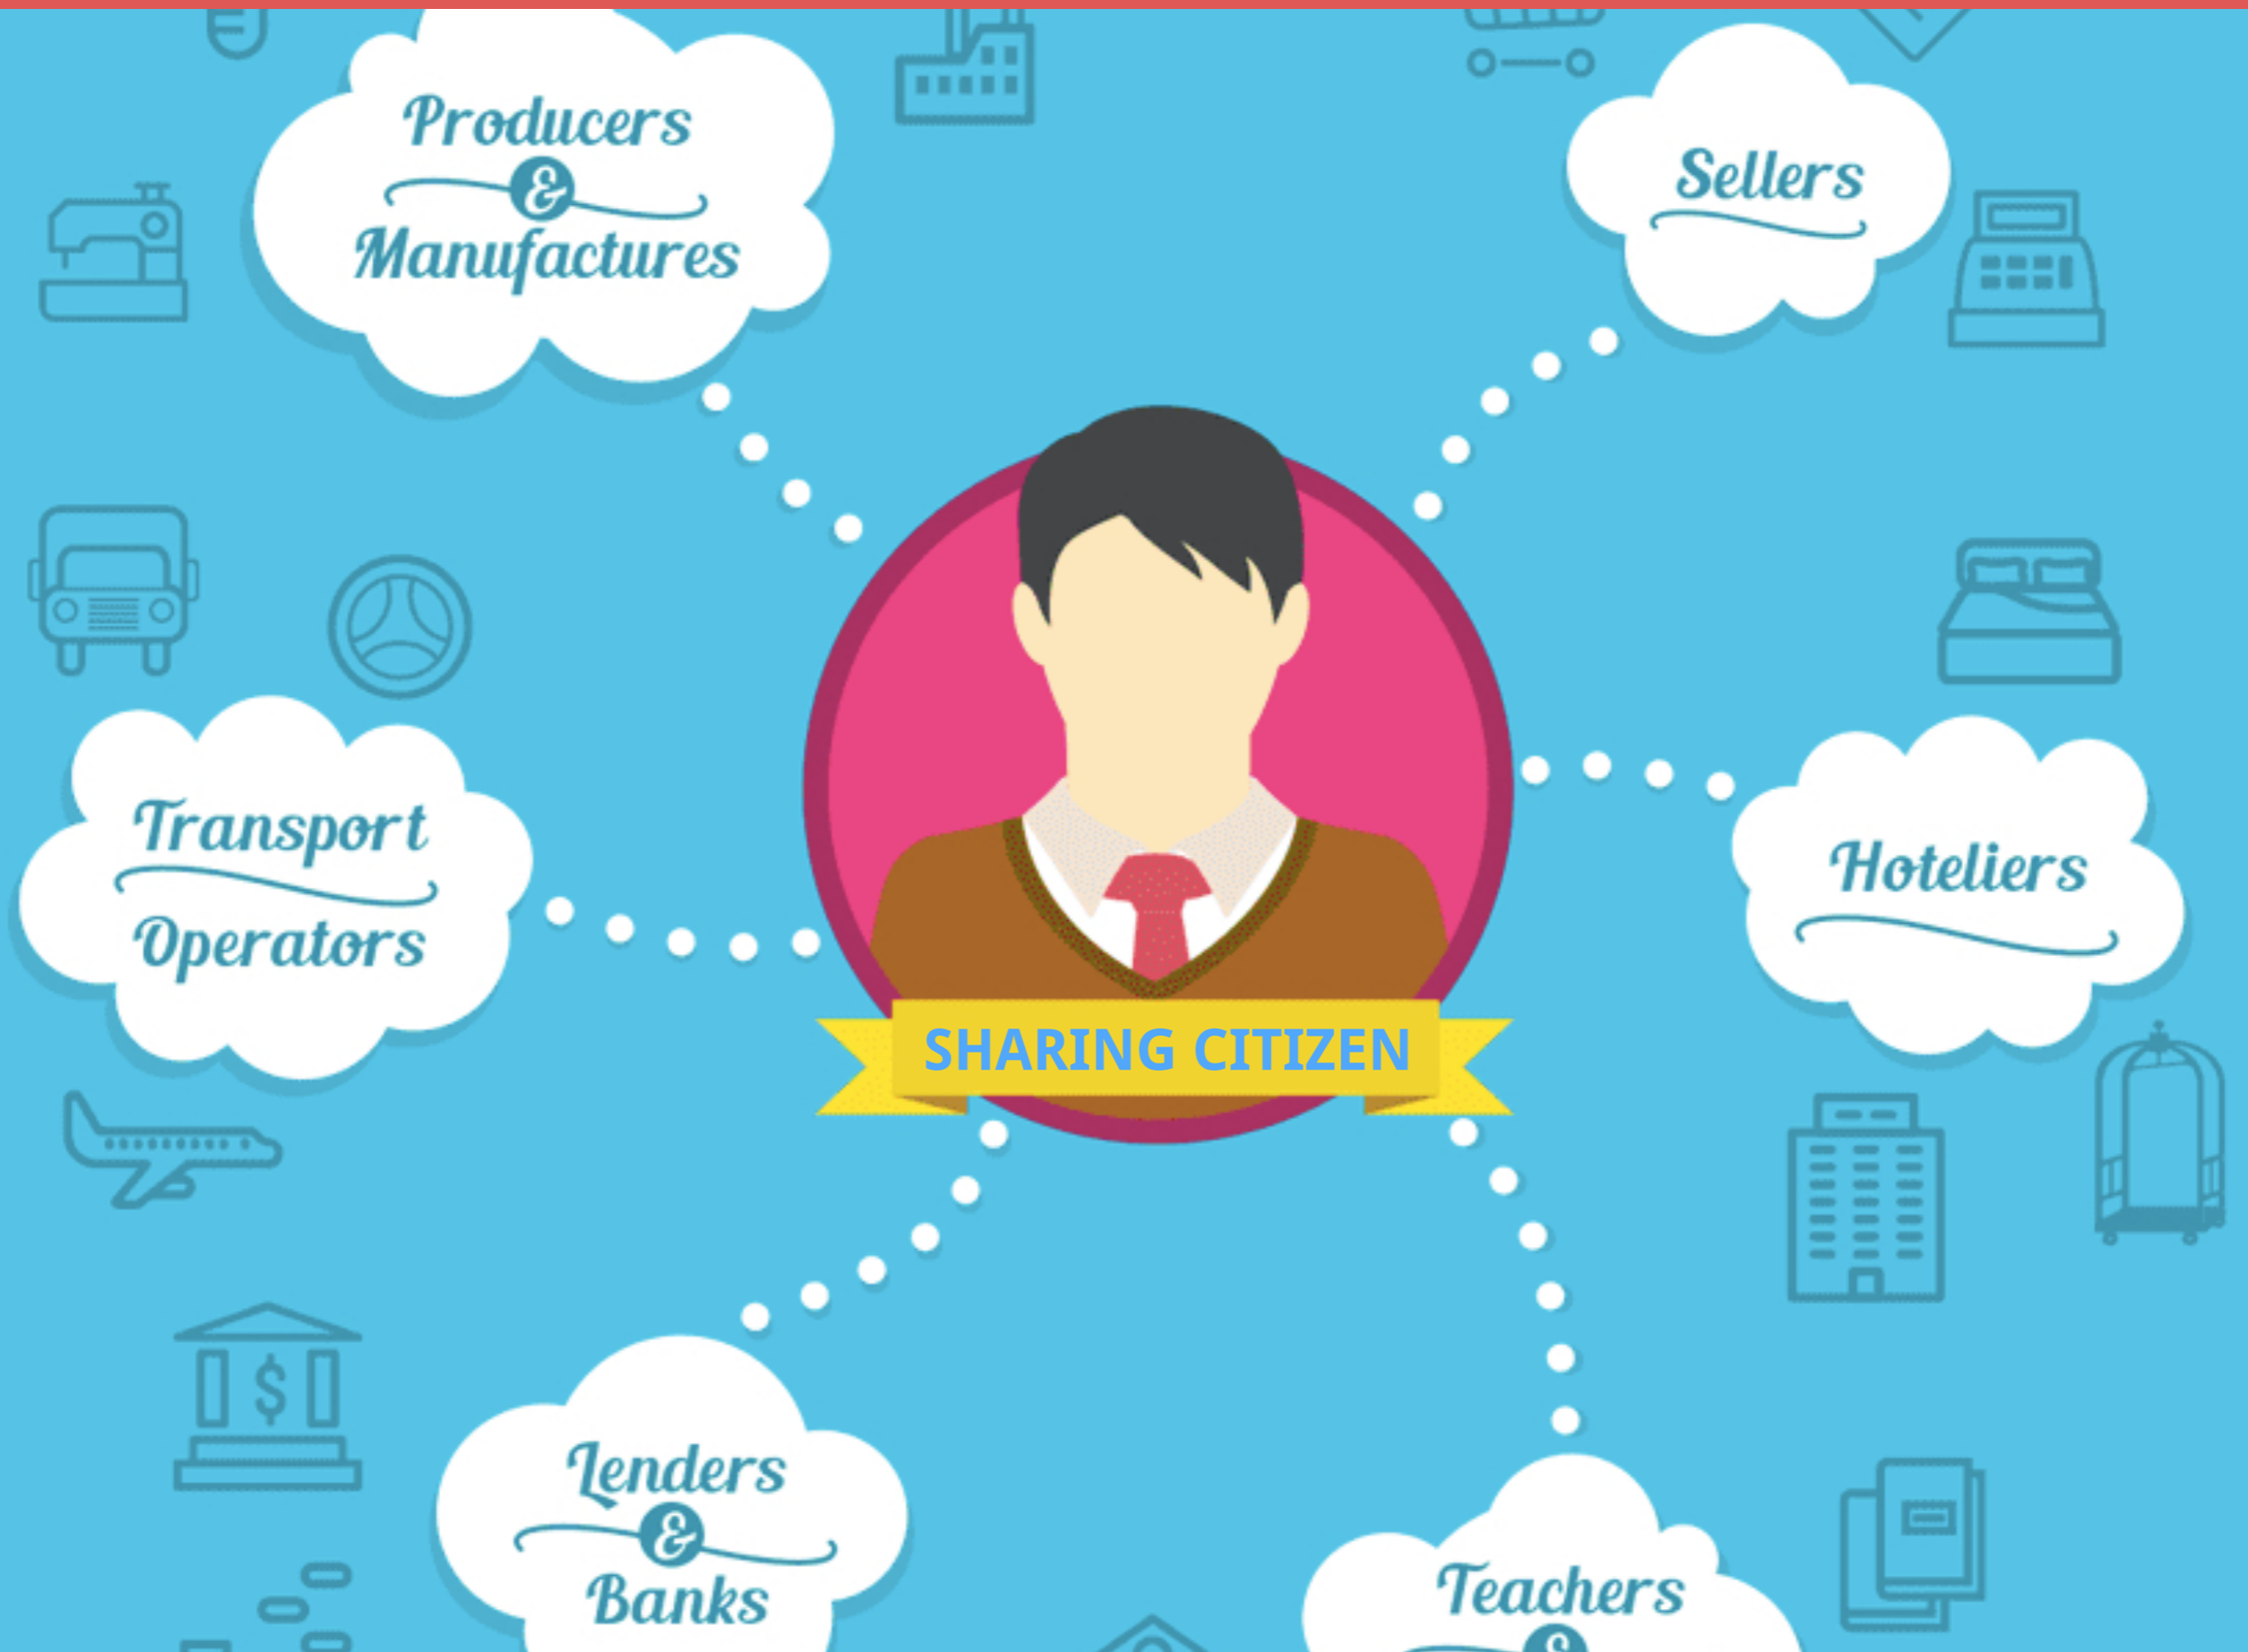 Producers
&
Manufactures
Sellers
Transport
Operators
Hoteliers
SHARING CITIZEN
$
Lenders
&
Banks
Teachers
&